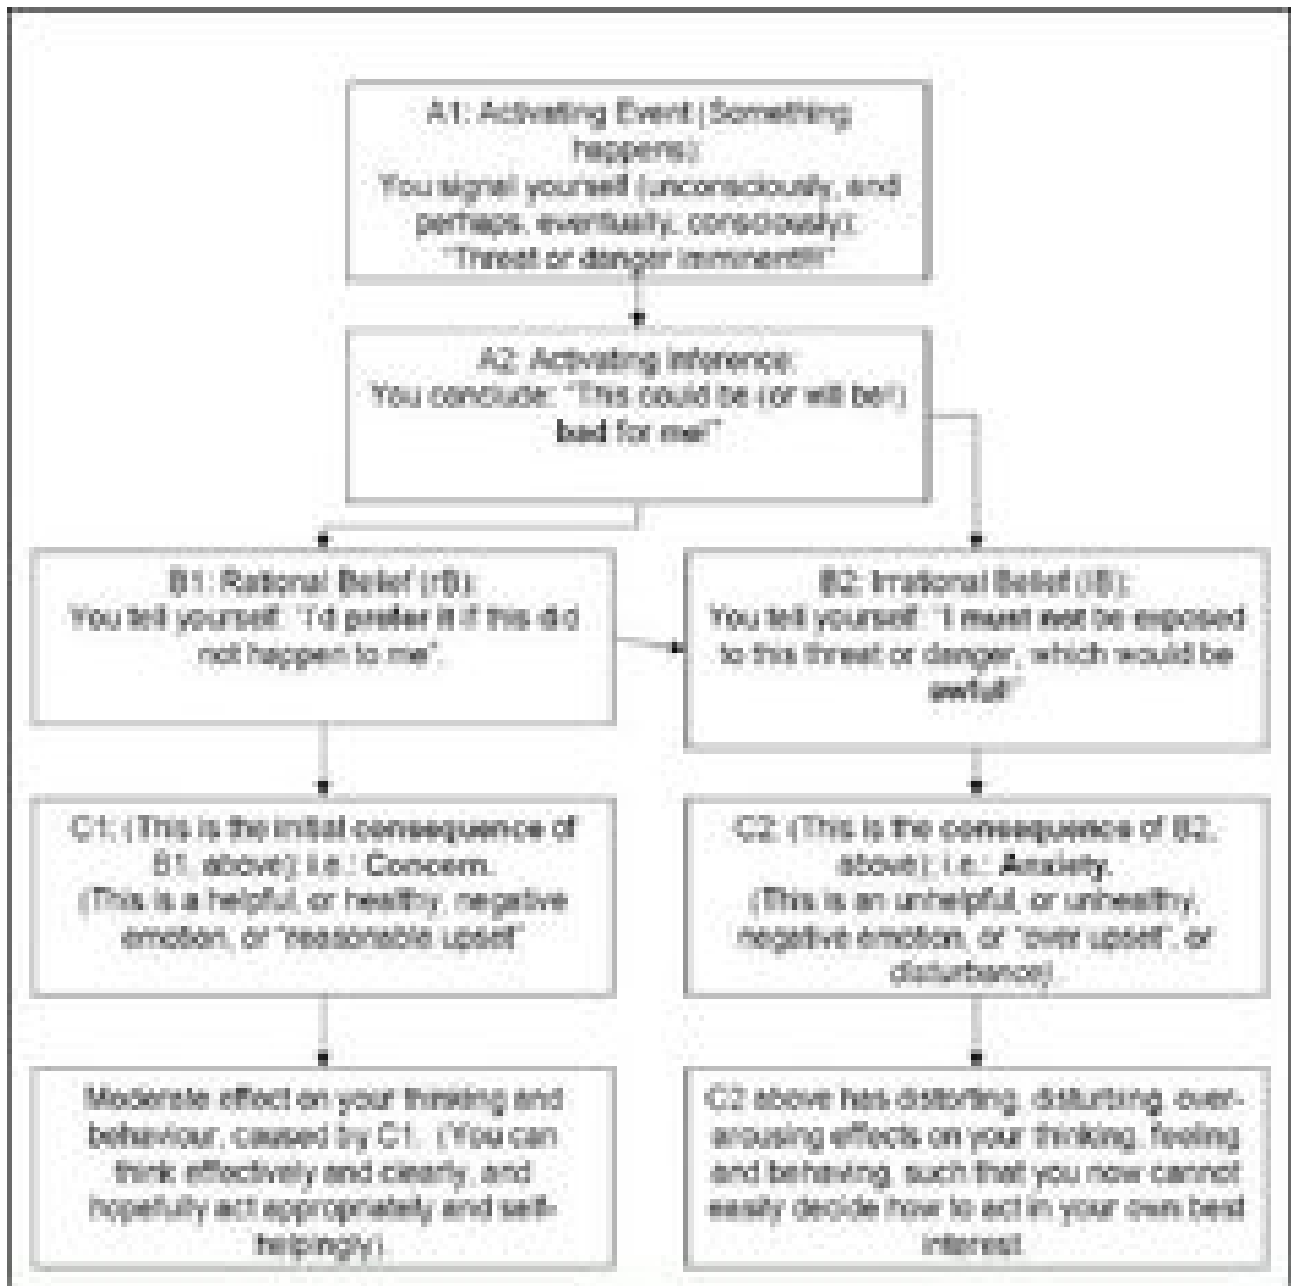 A1: Activating Event (Something
happens):
You signal yourself (unconsciously, and
perhaps, eventually, consciously);
"Threat or danger imminent!!!"
A2: Activating Inference:
You conclude: "This could be (or will be!)
bad for me!"
B1: Rational Belief (rB):
You tell yourself: "I'd prefer it if this did
not happen to me".
B2: Irrational Belief (iB):
You tell yourself: "I must not be exposed
to this threat or danger, which would be
awful!"
C1: (This is the initial consequence of
B1, above): i.e.: Concern.
(This is a helpful, or healthy, negative
emotion, or "reasonable upset"
C2: (This is the consequence of B2,
above); i.e.: Anxiety.
(This is an unhelpful, or unhealthy,
negative emotion, or "over upset", or
disturbance).
Moderate effect on your thinking and
behaviour, caused by C1. (You can
think effectively and clearly, and
hopefully act appropriately and self-
helpingly).
C2 above has distorting, disturbing, over-
arousing effects on your thinking, feeling
and behaving, such that you now cannot
easily decide how to act in your own best
interest.